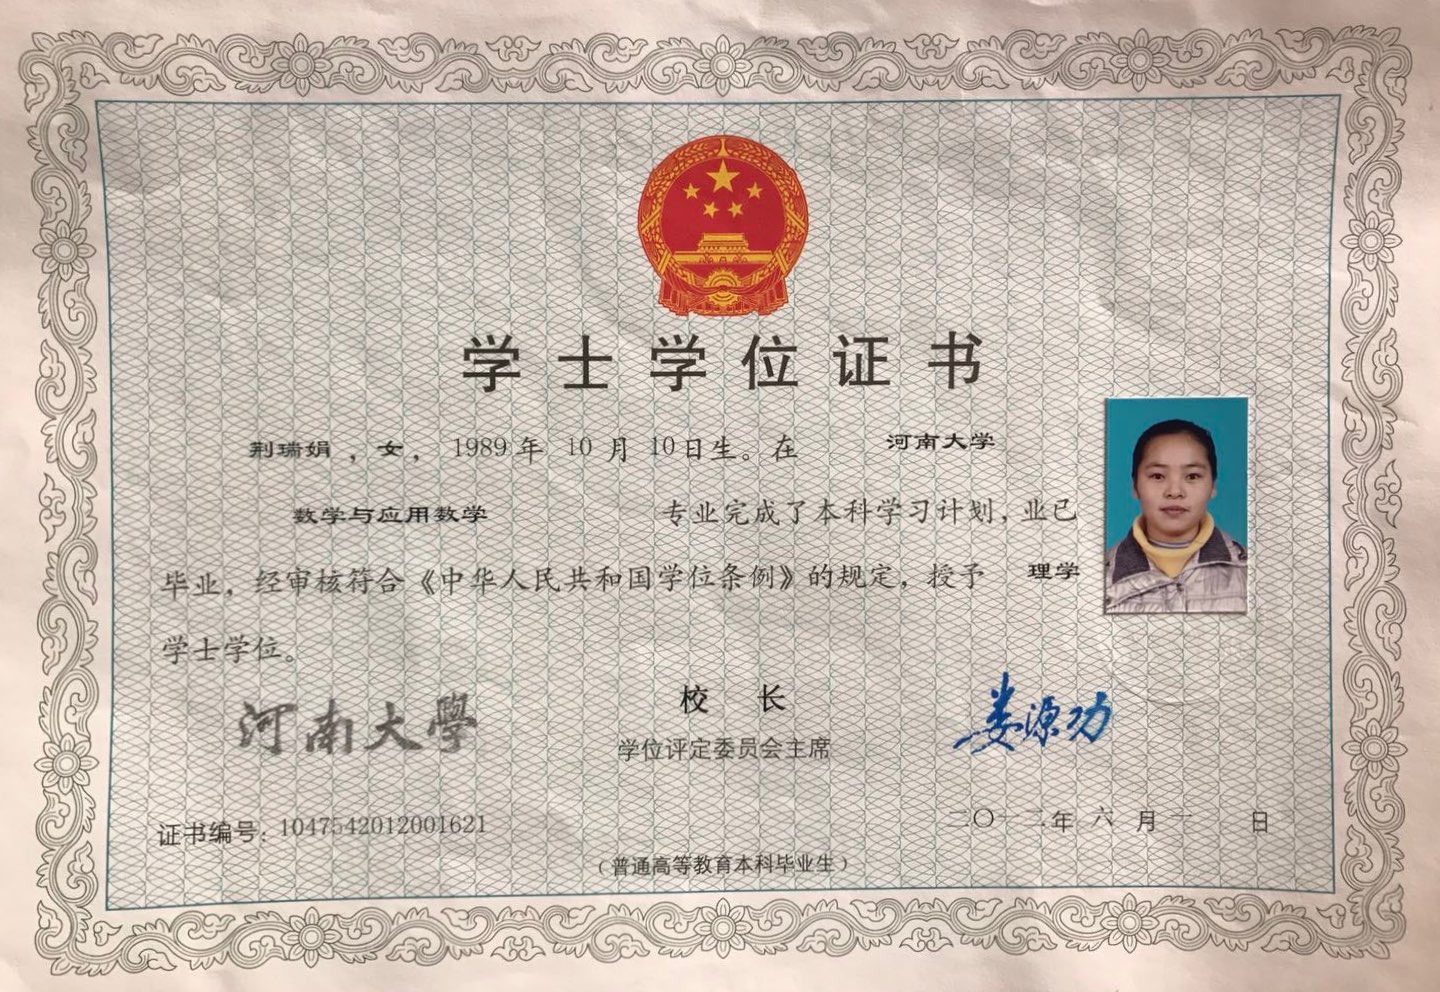 学士学位证书
荆瑞娟，女，1989年 10月 10日生。在 河南大学
数学与应用数学 专业完成了本科学习计划，业已
毕业，经审核符合《中华人民共和国学位条例》的规定，授予 理学
学士学位。
河南大學
校 长
学位评定委员会主席
娄源功
证书编号：1047542012001621
二〇一二年 六 月 一 日
（普通高等教育本科毕业生）